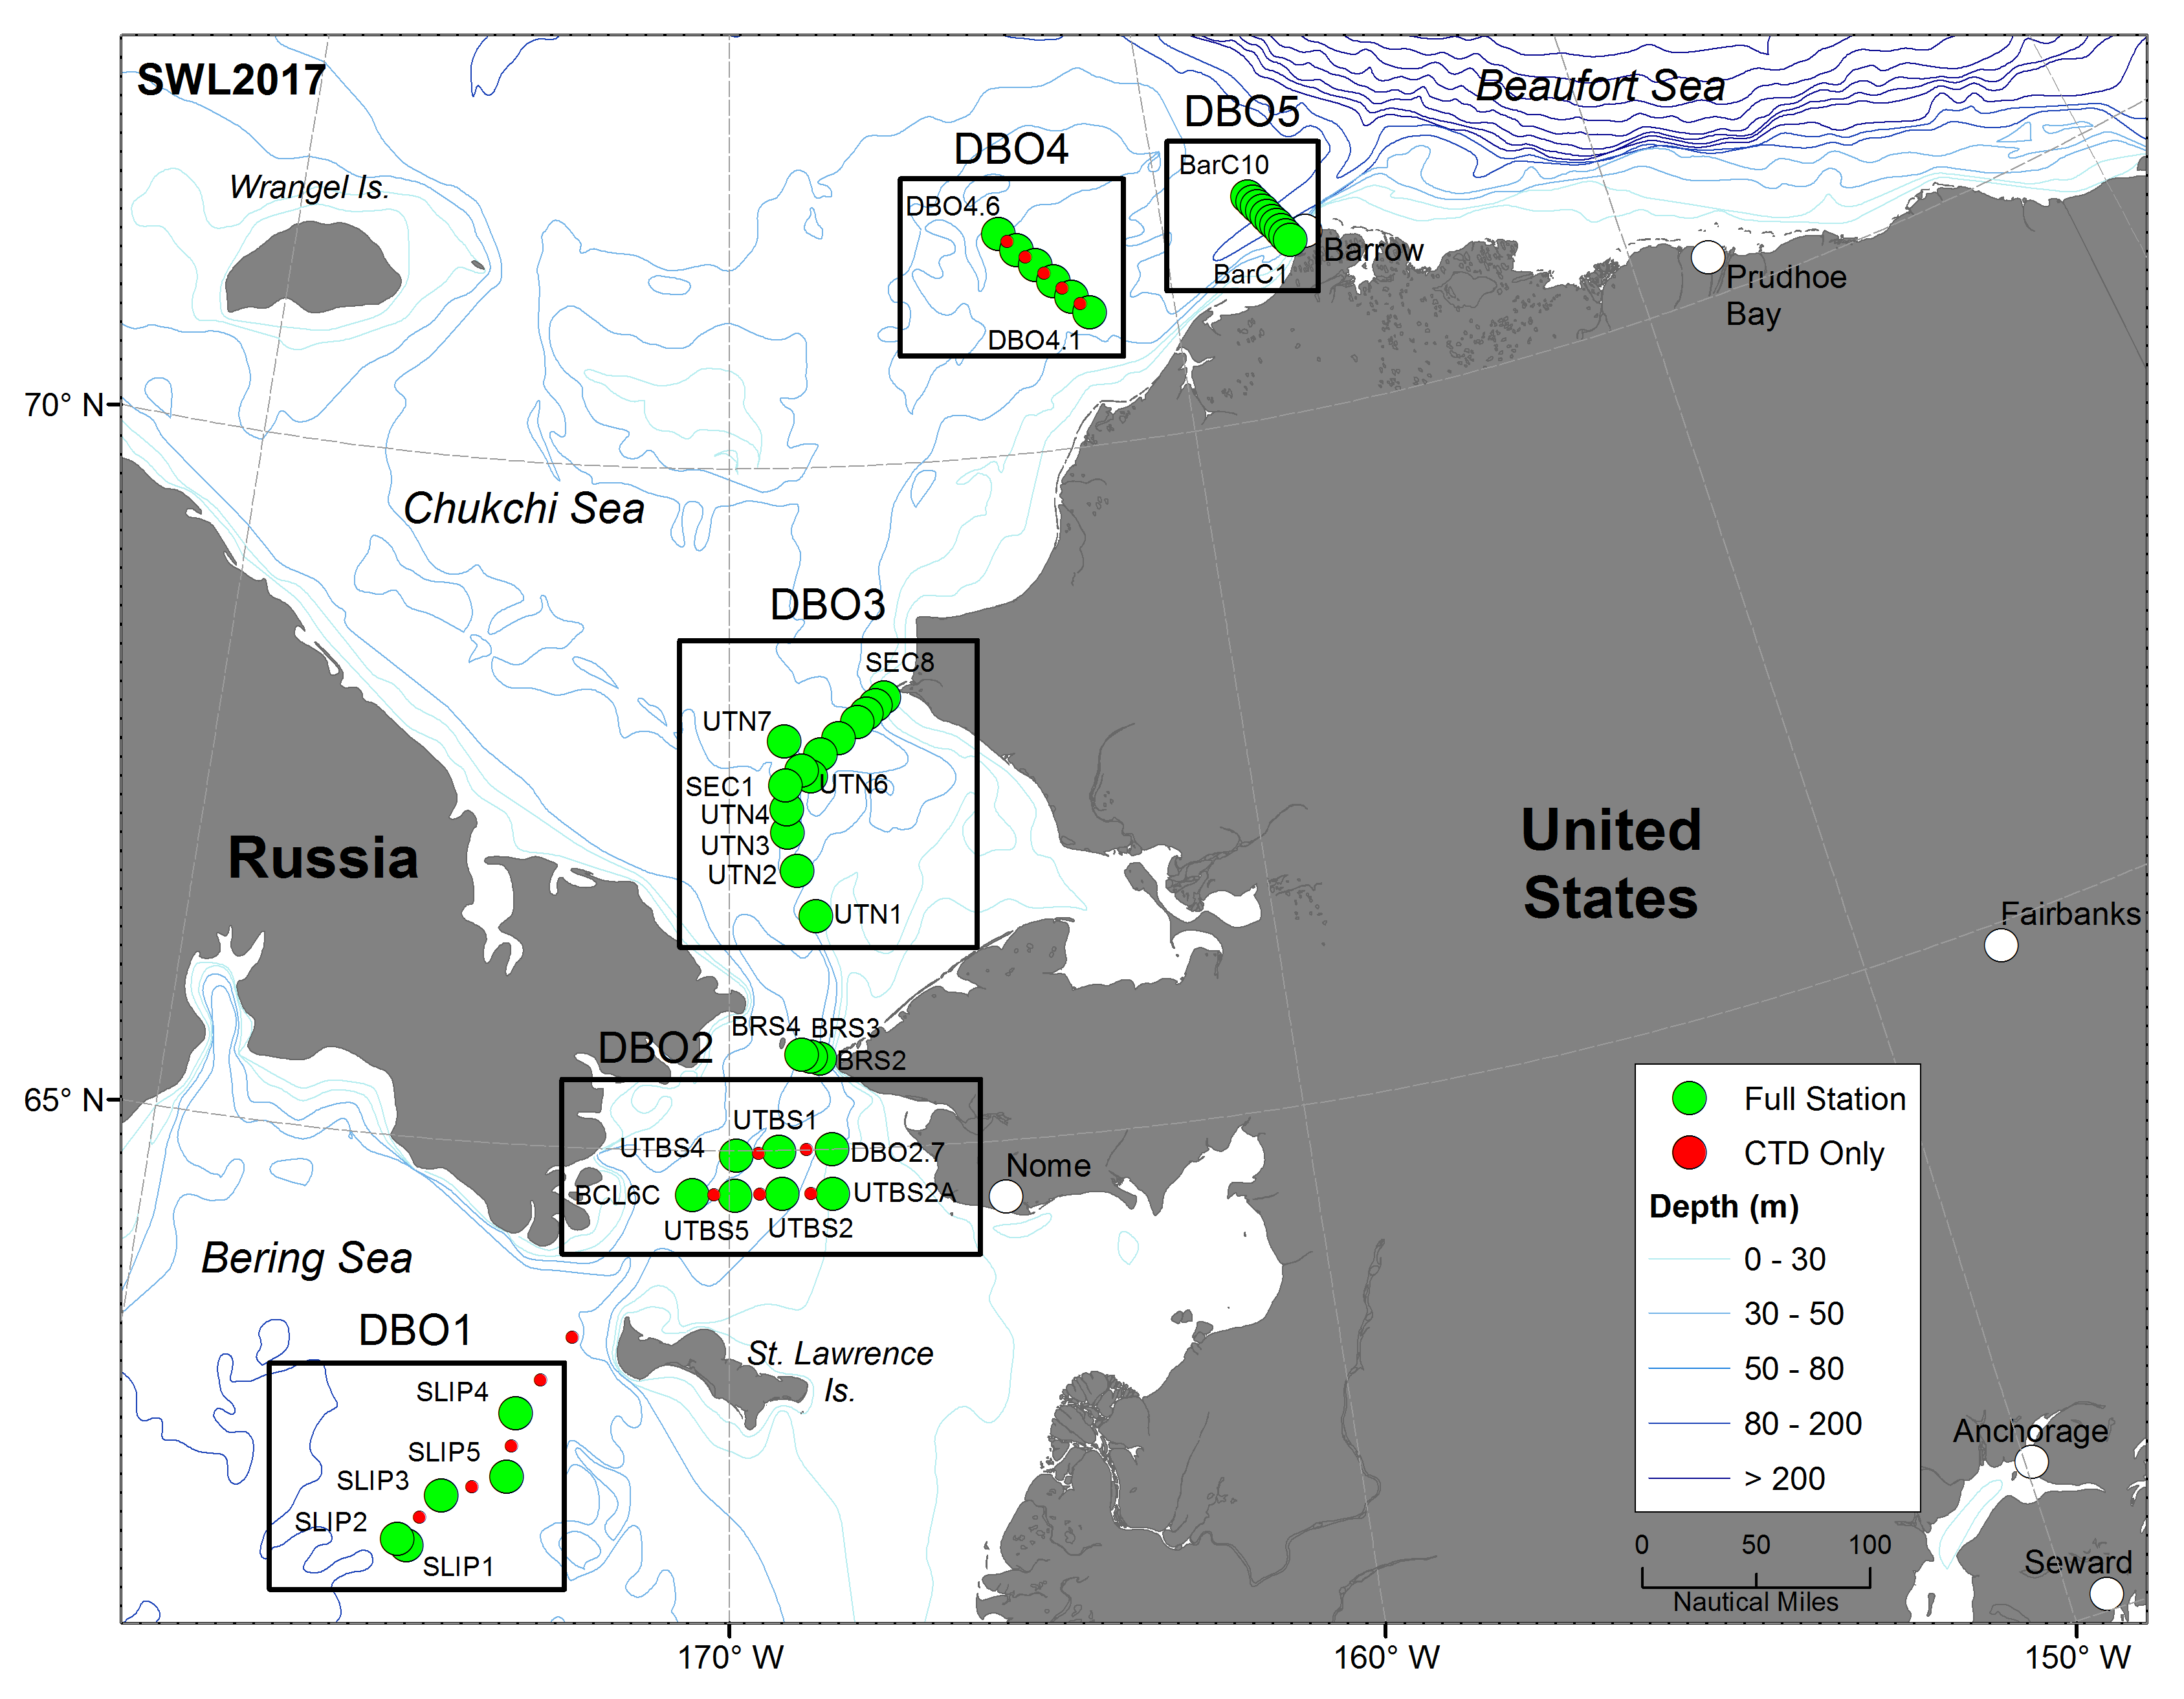 SWL2017
Beaufort Sea
DBO5
DBO4
BarC10
Wrangel Is.
DBO4.6
Barrow
BarC1
Prudhoe
Bay
DBO4.1
70° N
Chukchi Sea
DBO3
SEC8
UTN7
SEC1
UTN6
UTN4
UTN3
UTN2
UTN1
Russia
United
States
Fairbanks
BRS4
BRS3
BRS2
DBO2
65° N
UTBS1
UTBS4
DBO2.7
Nome
BCL6C
UTBS2A
UTBS5
UTBS2
Bering Sea
DBO1
St. Lawrence
Is.
SLIP4
SLIP5
SLIP3
SLIP2
SLIP1
Full Station
CTD Only
Depth (m)
0 - 30
30 - 50
50 - 80
80 - 200
> 200
Anchorage
Seward
0 50 100
Nautical Miles
170° W
160° W
150° W